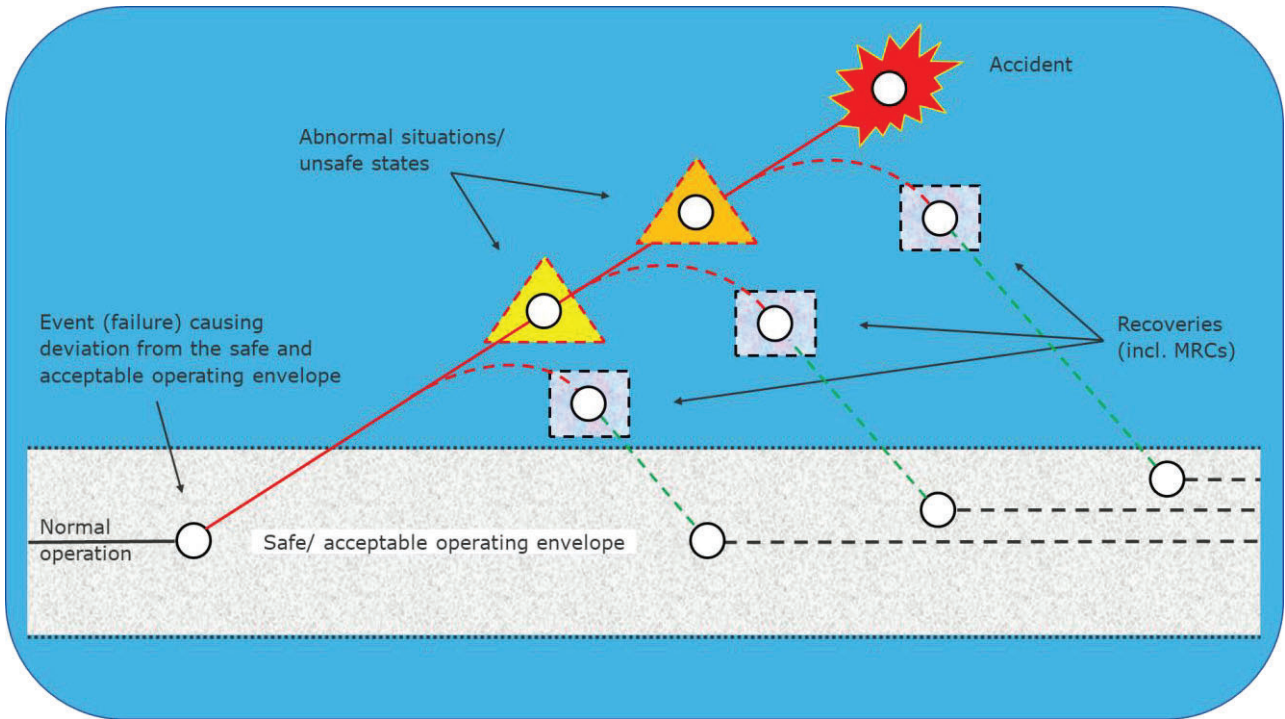 Accident
Abnormal situations/
unsafe states
Event (failure) causing
deviation from the safe and
acceptable operating envelope
Recoveries
(incl. MRCs)
Normal
operation
Safe/ acceptable operating envelope